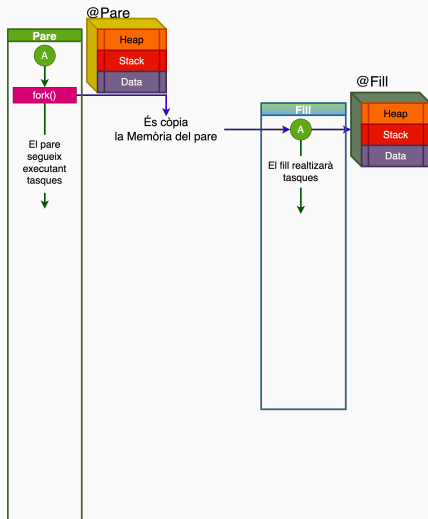 @Pare
Pare
A
Heap
Stack
Data
fork()
És còpia
la Memòria del pare
El pare
segueix
executant
tasques
@Fill
Fill
A
Heap
Stack
Data
El fill realtizarà
tasques